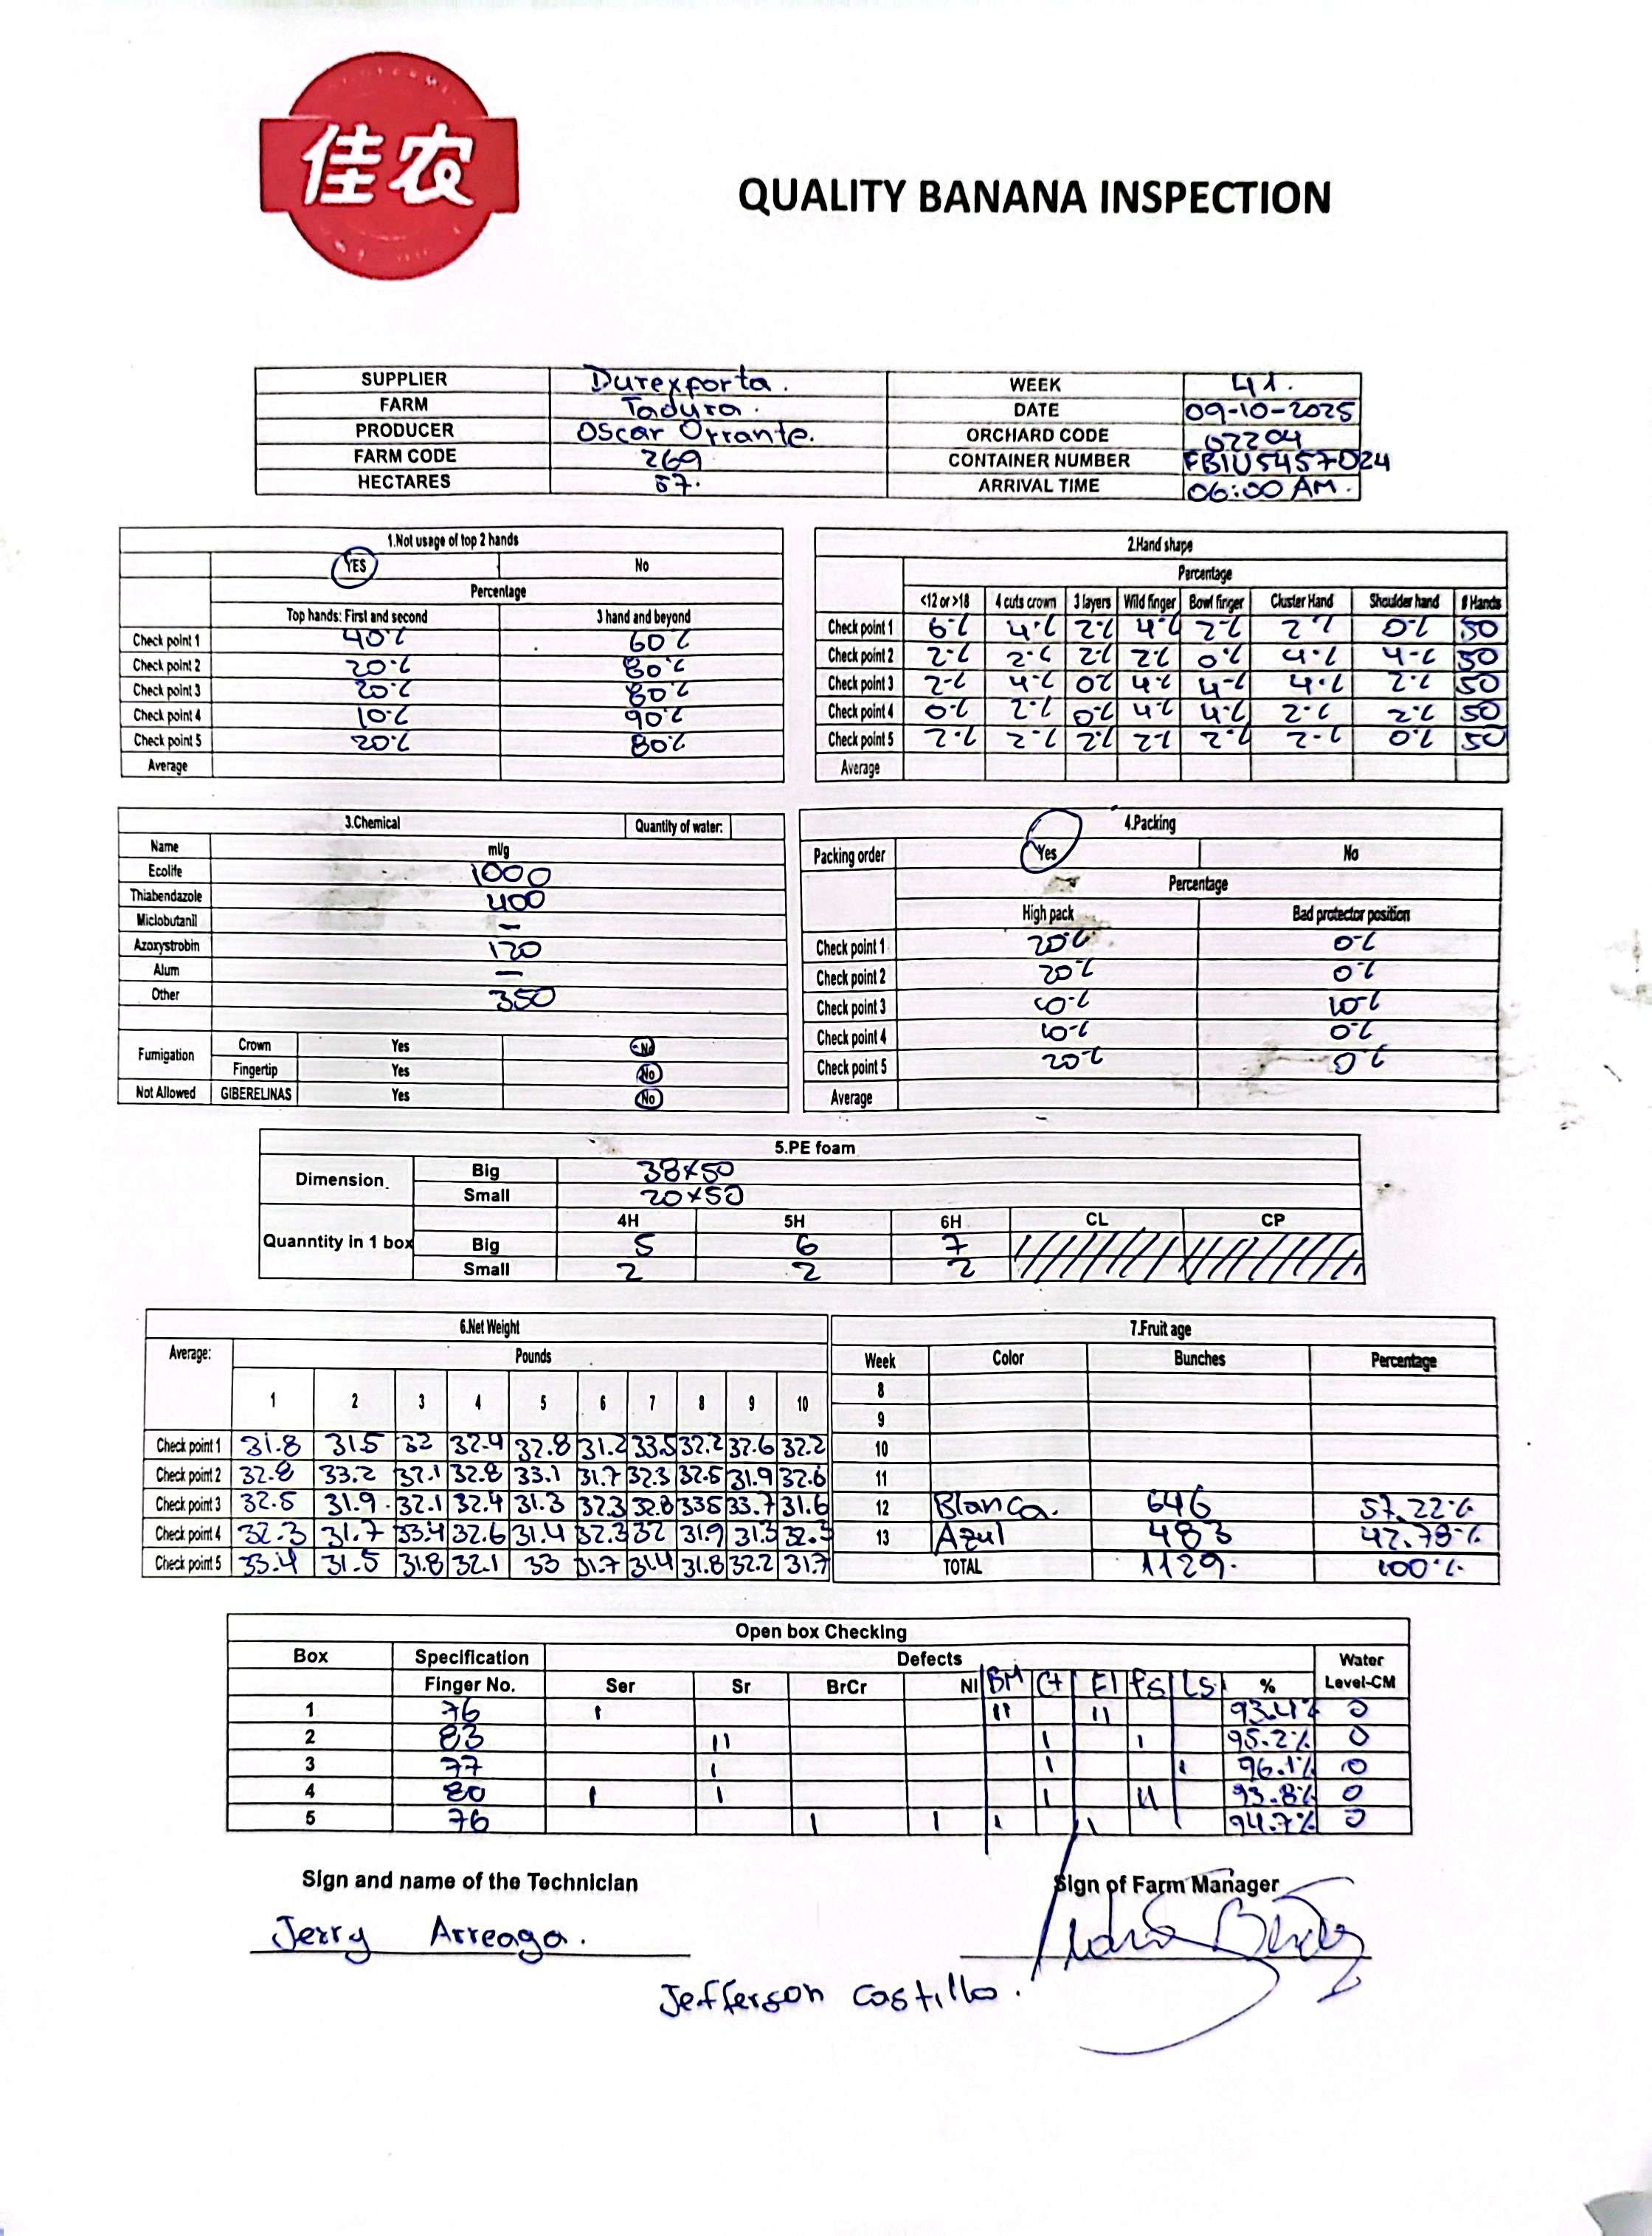 佳农
QUALITY BANANA INSPECTION
SUPPLIER Durexporta. WEEK 41.
FARM Tadura. DATE 09-10-2025
PRODUCER Oscar Orrante. ORCHARD CODE 02204
FARM CODE 269 CONTAINER NUMBER FBIU5457024
HECTARES 57. ARRIVAL TIME 06:00 AM.
1.Not usage of top 2 hands
YES No
Percentage
Top hands: First and second 3 hand and beyond
Check point 1 40% 60%
Check point 2 20% 80%
Check point 3 20% 80%
Check point 4 10% 90%
Check point 5 20% 80%
Average
2.Hand shape
Percentage
<12 or >18 4 cuts crown 3 layers Wild finger Bowl finger Cluster Hand Shoulder hand # Hands
Check point 1 6% 4% 2% 4% 2% 2% 0% 50
Check point 2 2% 2% 2% 2% 0% 4% 4% 50
Check point 3 2% 4% 0% 4% 4% 4% 2% 50
Check point 4 0% 2% 0% 4% 4% 2% 2% 50
Check point 5 2% 2% 2% 2% 2% 2% 0% 50
Average
3.Chemical Quantity of water:
Name ml/g
Ecolife 1000
Thiabendazole 400
Miclobutanil -
Azoxystrobin 120
Alum -
Other 350
Fumigation Crown Yes No
Fingertip Yes No
Not Allowed GIBERELINAS Yes No
4.Packing
Packing order Yes No
Percentage
High pack Bad protector position
Check point 1 20% 0%
Check point 2 20% 0%
Check point 3 10% 10%
Check point 4 10% 0%
Check point 5 20% 0%
Average
5.PE foam
Dimension Big 38x50
Small 20x50
4H 5H 6H CL CP
Quanntity in 1 box Big 5 6 7
Small 2 2 2
6.Net Weight
Average: Pounds
1 2 3 4 5 6 7 8 9 10
Check point 1 31.8 31.5 32 32.4 32.8 31.2 33.5 32.2 32.6 32.2
Check point 2 32.8 33.2 32.1 32.8 33.1 31.7 32.3 32.5 31.9 32.6
Check point 3 32.5 31.9 32.1 32.4 31.3 32.3 32.8 33.5 33.7 31.6
Check point 4 32.3 31.7 33.4 32.6 31.4 32.3 32 31.9 31.3 32.3
Check point 5 33.4 31.5 31.8 32.1 33 31.7 31.4 31.8 32.2 31.7
7.Fruit age
Week Color Bunches Percentage
8
9
10
11
12 Blanca. 646 57.22%
13 Azul 483 42.78%
TOTAL 1129. 100%.
Open box Checking
Box Specification Defects Water
Finger No. Ser Sr BrCr NI BM Ct EI FS LS % Level-CM
1 76 I II II 93.4% 0
2 83 II I I 95.2% 0
3 77 I I I 96.1% 0
4 80 I I I II 93.8% 0
5 76 I I I I 94.7% 0
Sign and name of the Technician Sign of Farm Manager
Jerry Arreaga.
Jefferson Castillo.